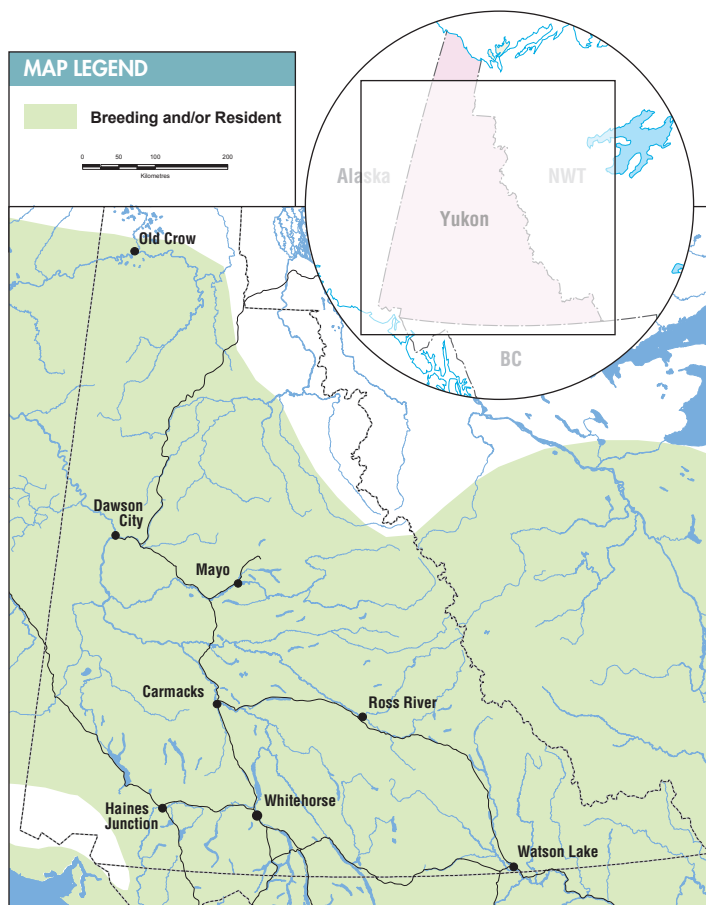 MAP LEGEND
Breeding and/or Resident
0 50 100 200
Kilometres
Alaska
NWT
Yukon
BC
Old Crow
Dawson
City
Mayo
Carmacks
Ross River
Haines
Junction
Whitehorse
Watson Lake